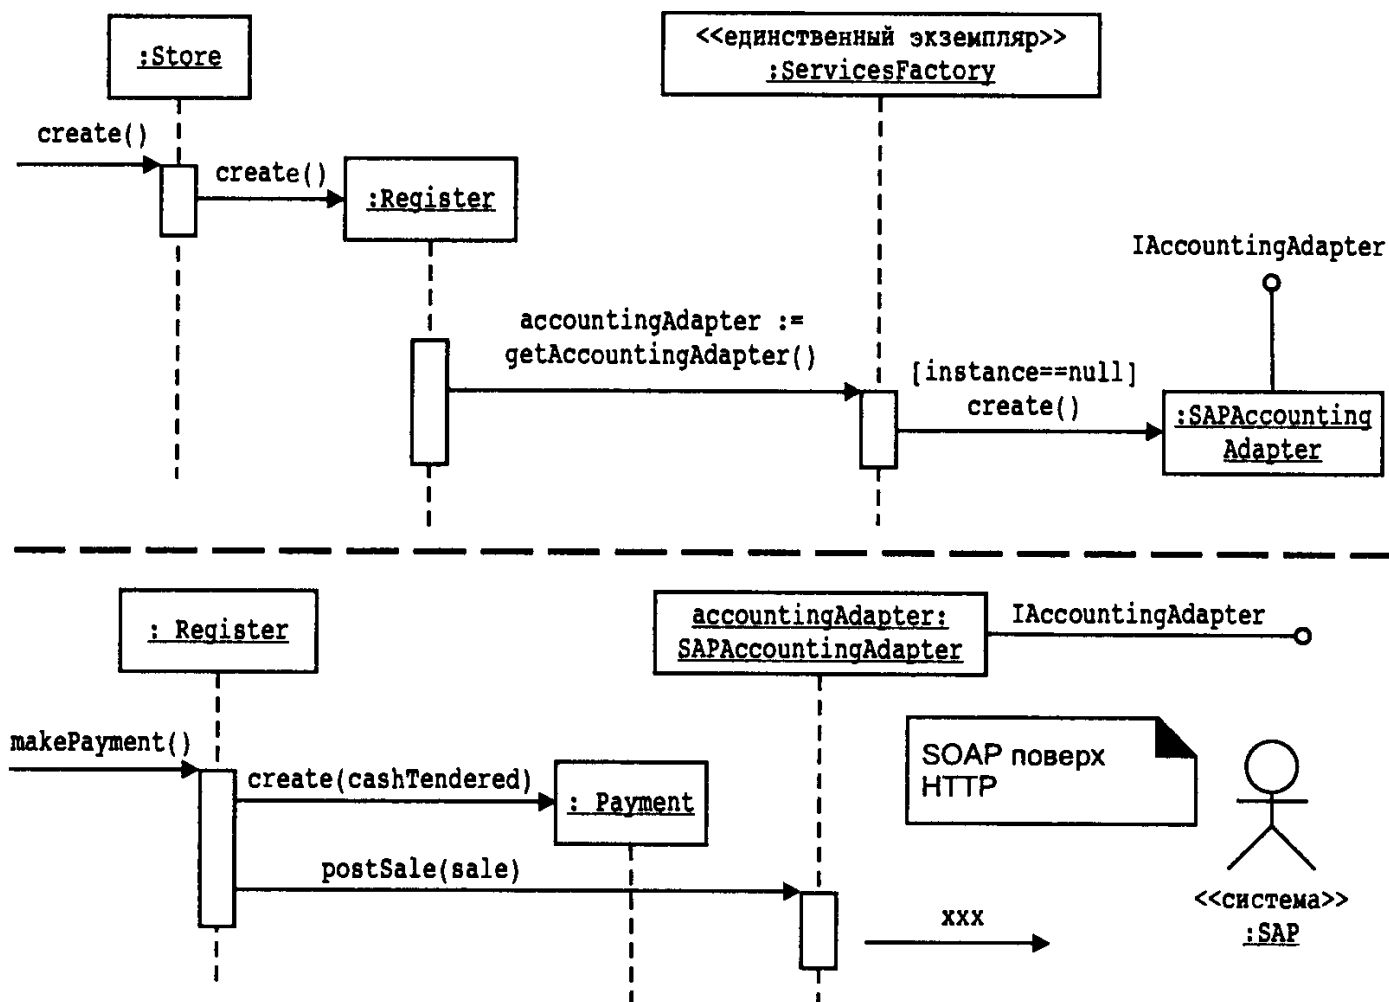 :Store
<<единственный экземпляр>>
:ServicesFactory
create()
create()
:Register
IAccountingAdapter
accountingAdapter :=
getAccountingAdapter()
[instance==null]
create()
:SAPAccounting
Adapter
: Register
accountingAdapter:
SAPAccountingAdapter
IAccountingAdapter
makePayment()
create(cashTendered)
: Payment
SOAP поверх
HTTP
postSale(sale)
xxx
<<система>>
:SAP